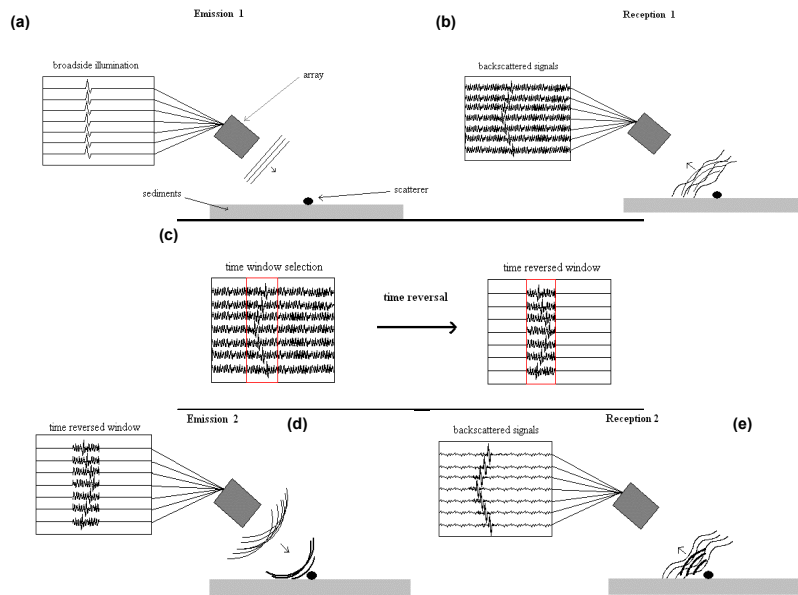 (a)
Emission 1
broadside illumination
array
sediments
scatterer
(b)
Reception 1
backscattered signals
(c)
time window selection
time reversal
time reversed window
Emission 2
(d)
time reversed window
Reception 2
(e)
backscattered signals